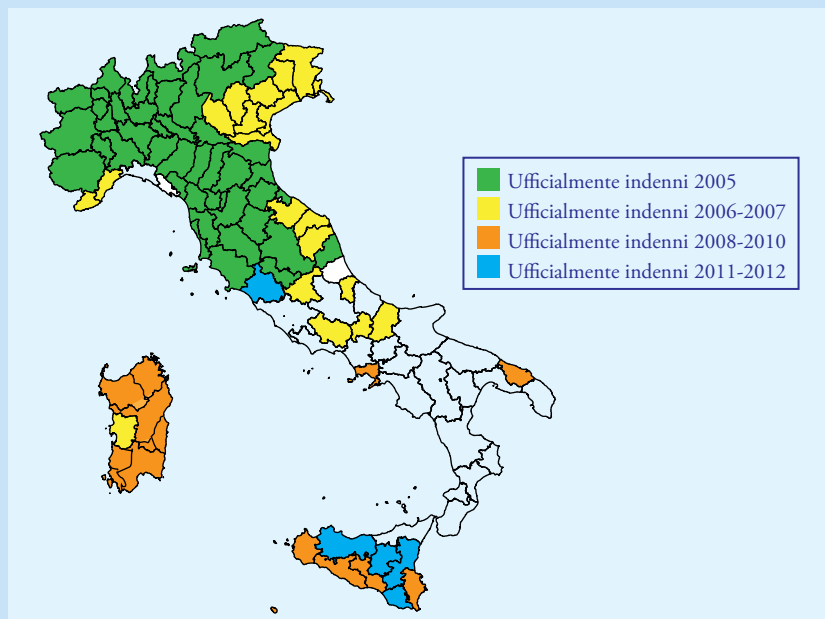 Ufficialmente indenni 2005
Ufficialmente indenni 2006-2007
Ufficialmente indenni 2008-2010
Ufficialmente indenni 2011-2012